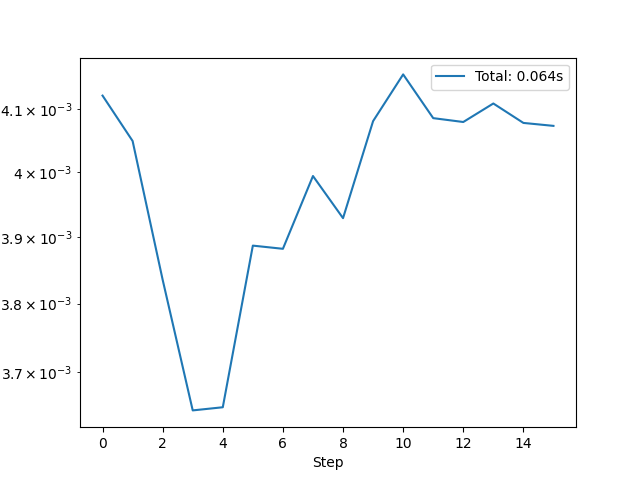 Total: 0.064s
4.1 × 10⁻³
4 × 10⁻³
3.9 × 10⁻³
3.8 × 10⁻³
3.7 × 10⁻³
0 2 4 6 8 10 12 14
Step